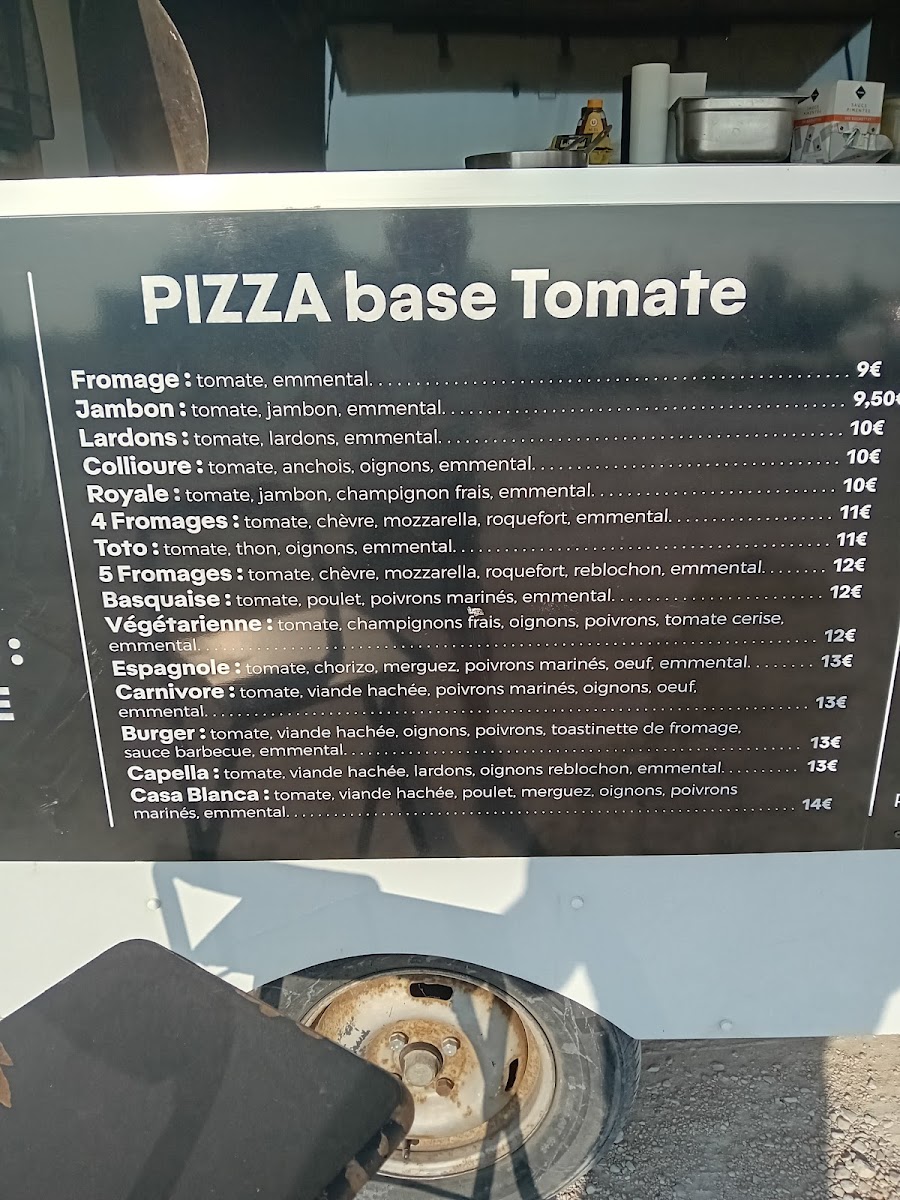 SAUCE
PIMENTÉE
PIZZA base Tomate
Fromage : tomate, emmental. 9€
Jambon : tomate, jambon, emmental. 9,50€
Lardons : tomate, lardons, emmental. 10€
Collioure : tomate, anchois, oignons, emmental. 10€
Royale : tomate, jambon, champignon frais, emmental. 10€
4 Fromages : tomate, chèvre, mozzarella, roquefort, emmental. 11€
Toto : tomate, thon, oignons, emmental. 11€
5 Fromages : tomate, chèvre, mozzarella, roquefort, reblochon, emmental. 12€
Basquaise : tomate, poulet, poivrons marinés, emmental. 12€
Végétarienne : tomate, champignons frais, oignons, poivrons, tomate cerise,
emmental. 12€
Espagnole : tomate, chorizo, merguez, poivrons marinés, oeuf, emmental. 13€
Carnivore : tomate, viande hachée, poivrons marinés, oignons, oeuf,
emmental. 13€
Burger : tomate, viande hachée, oignons, poivrons, toastinette de fromage,
sauce barbecue, emmental. 13€
Capella : tomate, viande hachée, lardons, oignons reblochon, emmental. 13€
Casa Blanca : tomate, viande hachée, poulet, merguez, oignons, poivrons
marinés, emmental. 14€